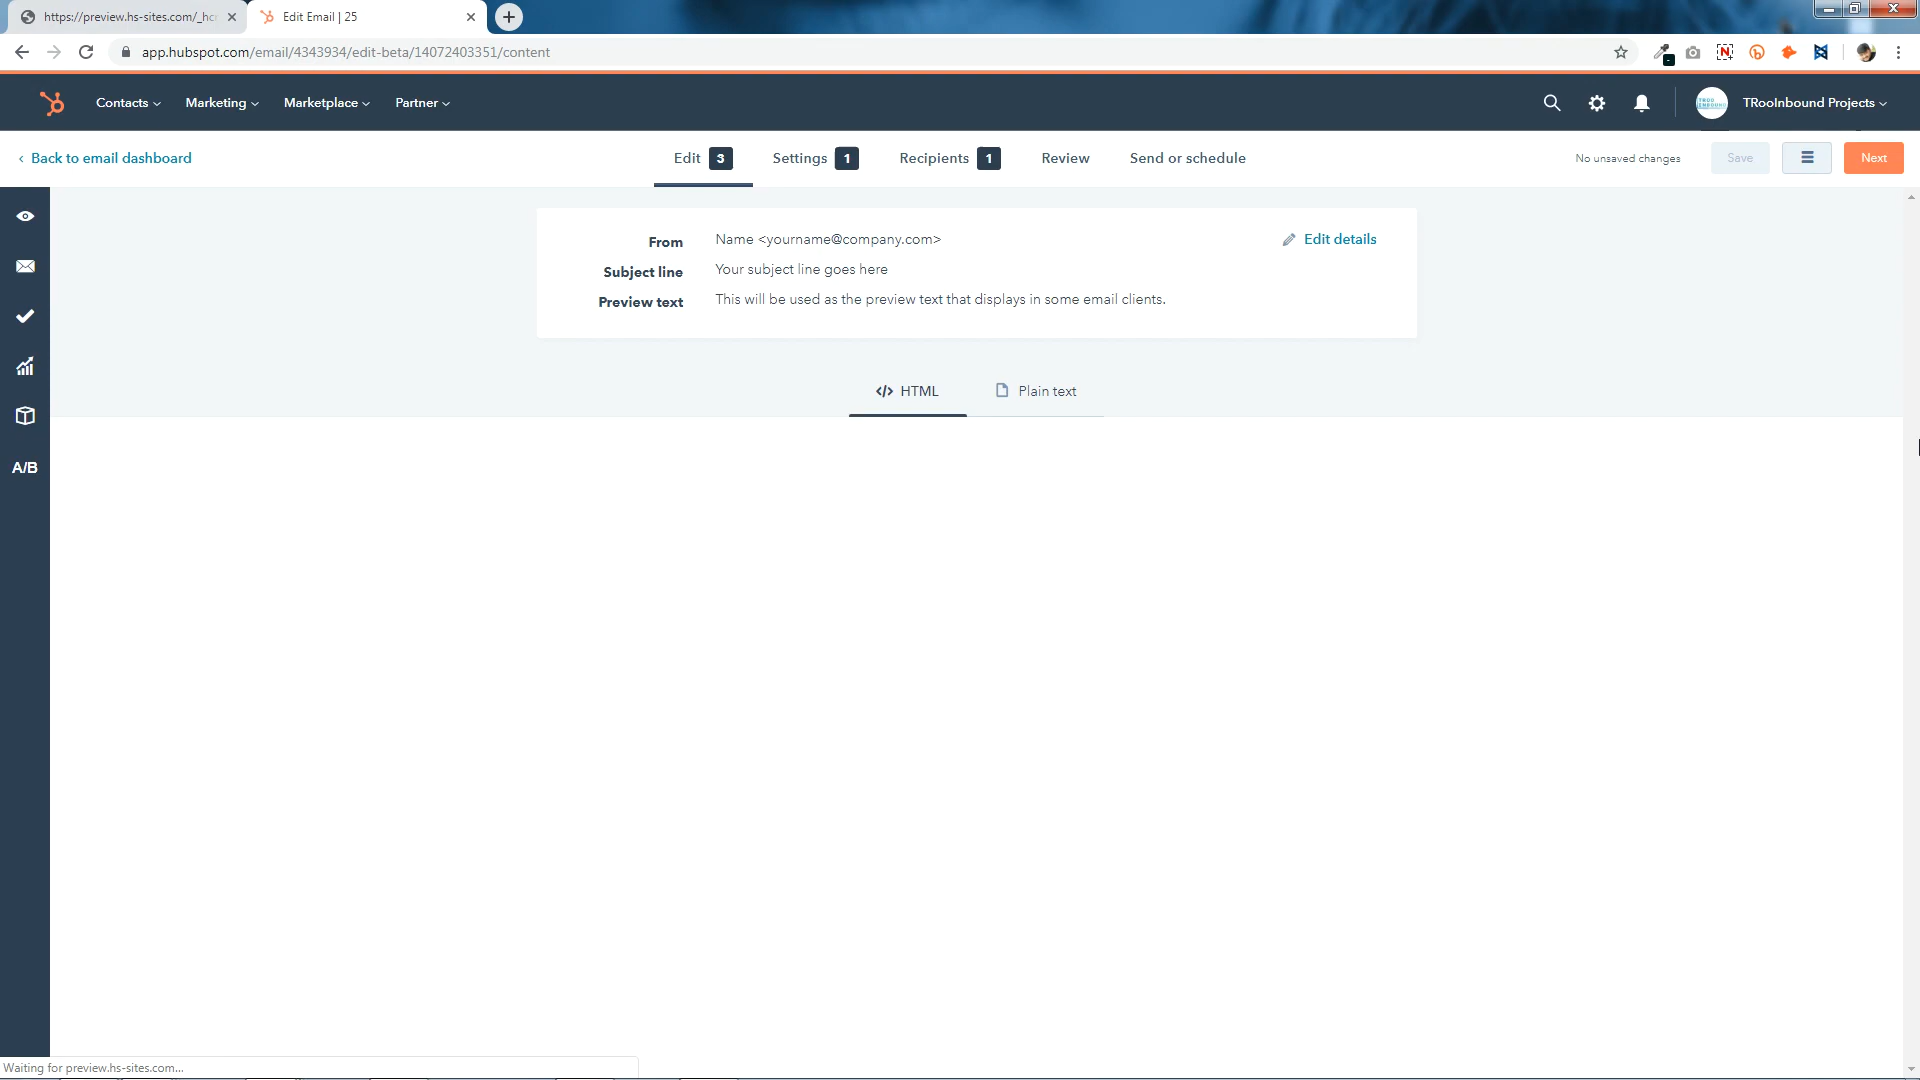 https://preview.hs-sites.com/_hc
Edit Email | 25
app.hubspot.com/email/4343934/edit-beta/14072403351/content
Contacts
Marketing
Marketplace
Partner
TRooInbound Projects
Back to email dashboard
Edit 3
Settings 1
Recipients 1
Review
Send or schedule
No unsaved changes
Save
Next
From Name <yourname@company.com>
Edit details
Subject line Your subject line goes here
Preview text This will be used as the preview text that displays in some email clients.
</> HTML
Plain text
A/B
Waiting for preview.hs-sites.com...